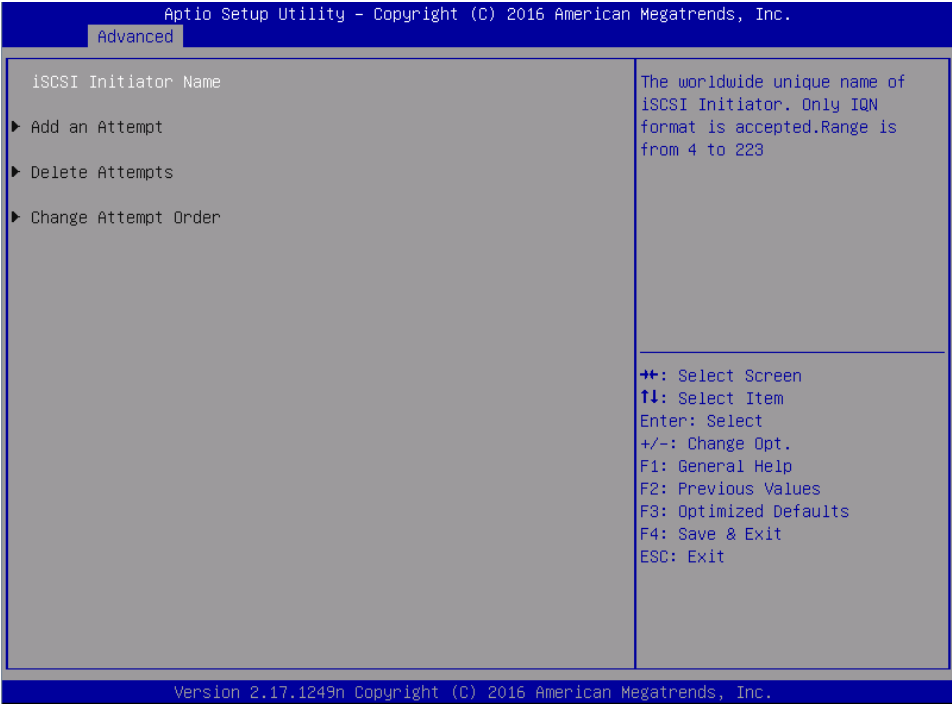 Aptio Setup Utility – Copyright (C) 2016 American Megatrends, Inc.
Advanced
iSCSI Initiator Name
▶ Add an Attempt
▶ Delete Attempts
▶ Change Attempt Order
The worldwide unique name of
iSCSI Initiator. Only IQN
format is accepted.Range is
from 4 to 223
→←: Select Screen
↑↓: Select Item
Enter: Select
+/-: Change Opt.
F1: General Help
F2: Previous Values
F3: Optimized Defaults
F4: Save & Exit
ESC: Exit
Version 2.17.1249n Copyright (C) 2016 American Megatrends, Inc.